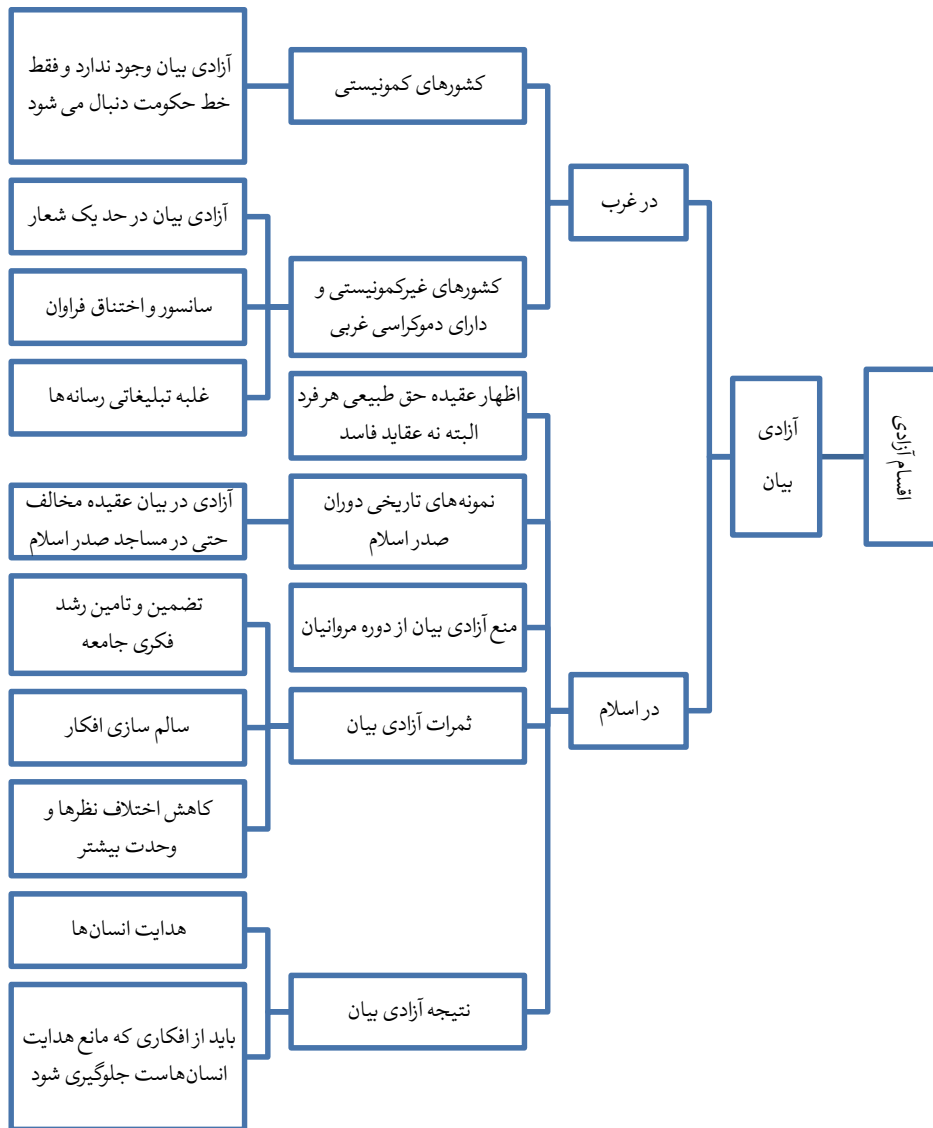 اقسام آزادی
آزادی
بیان
در غرب
کشورهای کمونیستی
آزادی بیان وجود ندارد و فقط
خط حکومت دنبال می شود
کشورهای غیرکمونیستی و
دارای دموکراسی غربی
آزادی بیان در حد یک شعار
سانسور و اختناق فراوان
غلبه تبلیغاتی رسانه‌ها
در اسلام
اظهار عقیده حق طبیعی هر فرد
البته نه عقاید فاسد
نمونه‌های تاریخی دوران
صدر اسلام
آزادی در بیان عقیده مخالف
حتی در مساجد صدر اسلام
منع آزادی بیان از دوره مروانیان
ثمرات آزادی بیان
تضمین و تامین رشد
فکری جامعه
سالم سازی افکار
کاهش اختلاف نظرها و
وحدت بیشتر
نتیجه آزادی بیان
هدایت انسان‌ها
باید از افکاری که مانع هدایت
انسان‌هاست جلوگیری شود